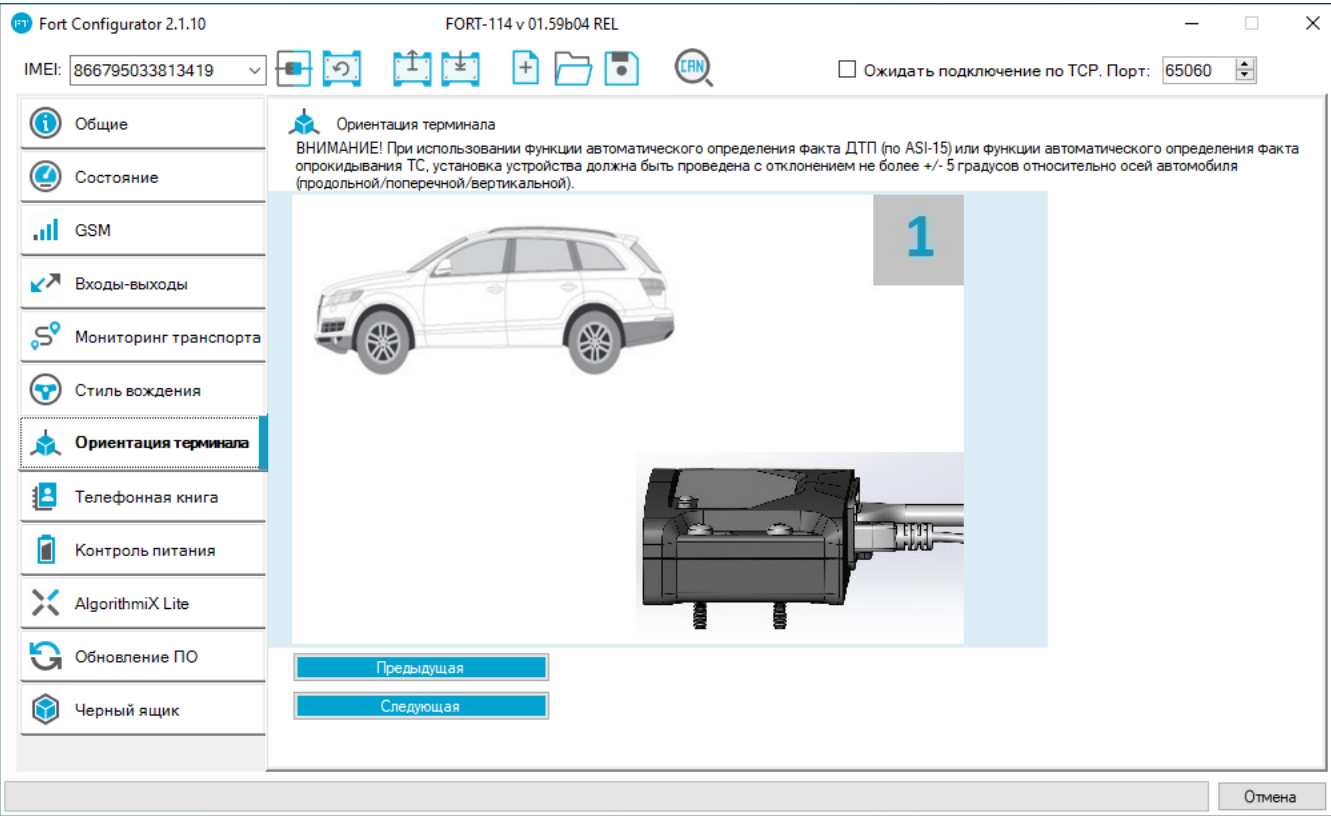 Fort Configurator 2.1.10
FORT-114 v 01.59b04 REL
IMEI: 866795033813419
CAN
Ожидать подключение по TCP. Порт: 65060
Общие
Состояние
GSM
Входы-выходы
Мониторинг транспорта
Стиль вождения
Ориентация терминала
Телефонная книга
Контроль питания
AlgorithmiX Lite
Обновление ПО
Черный ящик
Ориентация терминала
ВНИМАНИЕ! При использовании функции автоматического определения факта ДТП (по ASI-15) или функции автоматического определения факта
опрокидывания ТС, установка устройства должна быть проведена с отклонением не более +/- 5 градусов относительно осей автомобиля
(продольной/поперечной/вертикальной).
1
Предыдущая
Следующая
Отмена